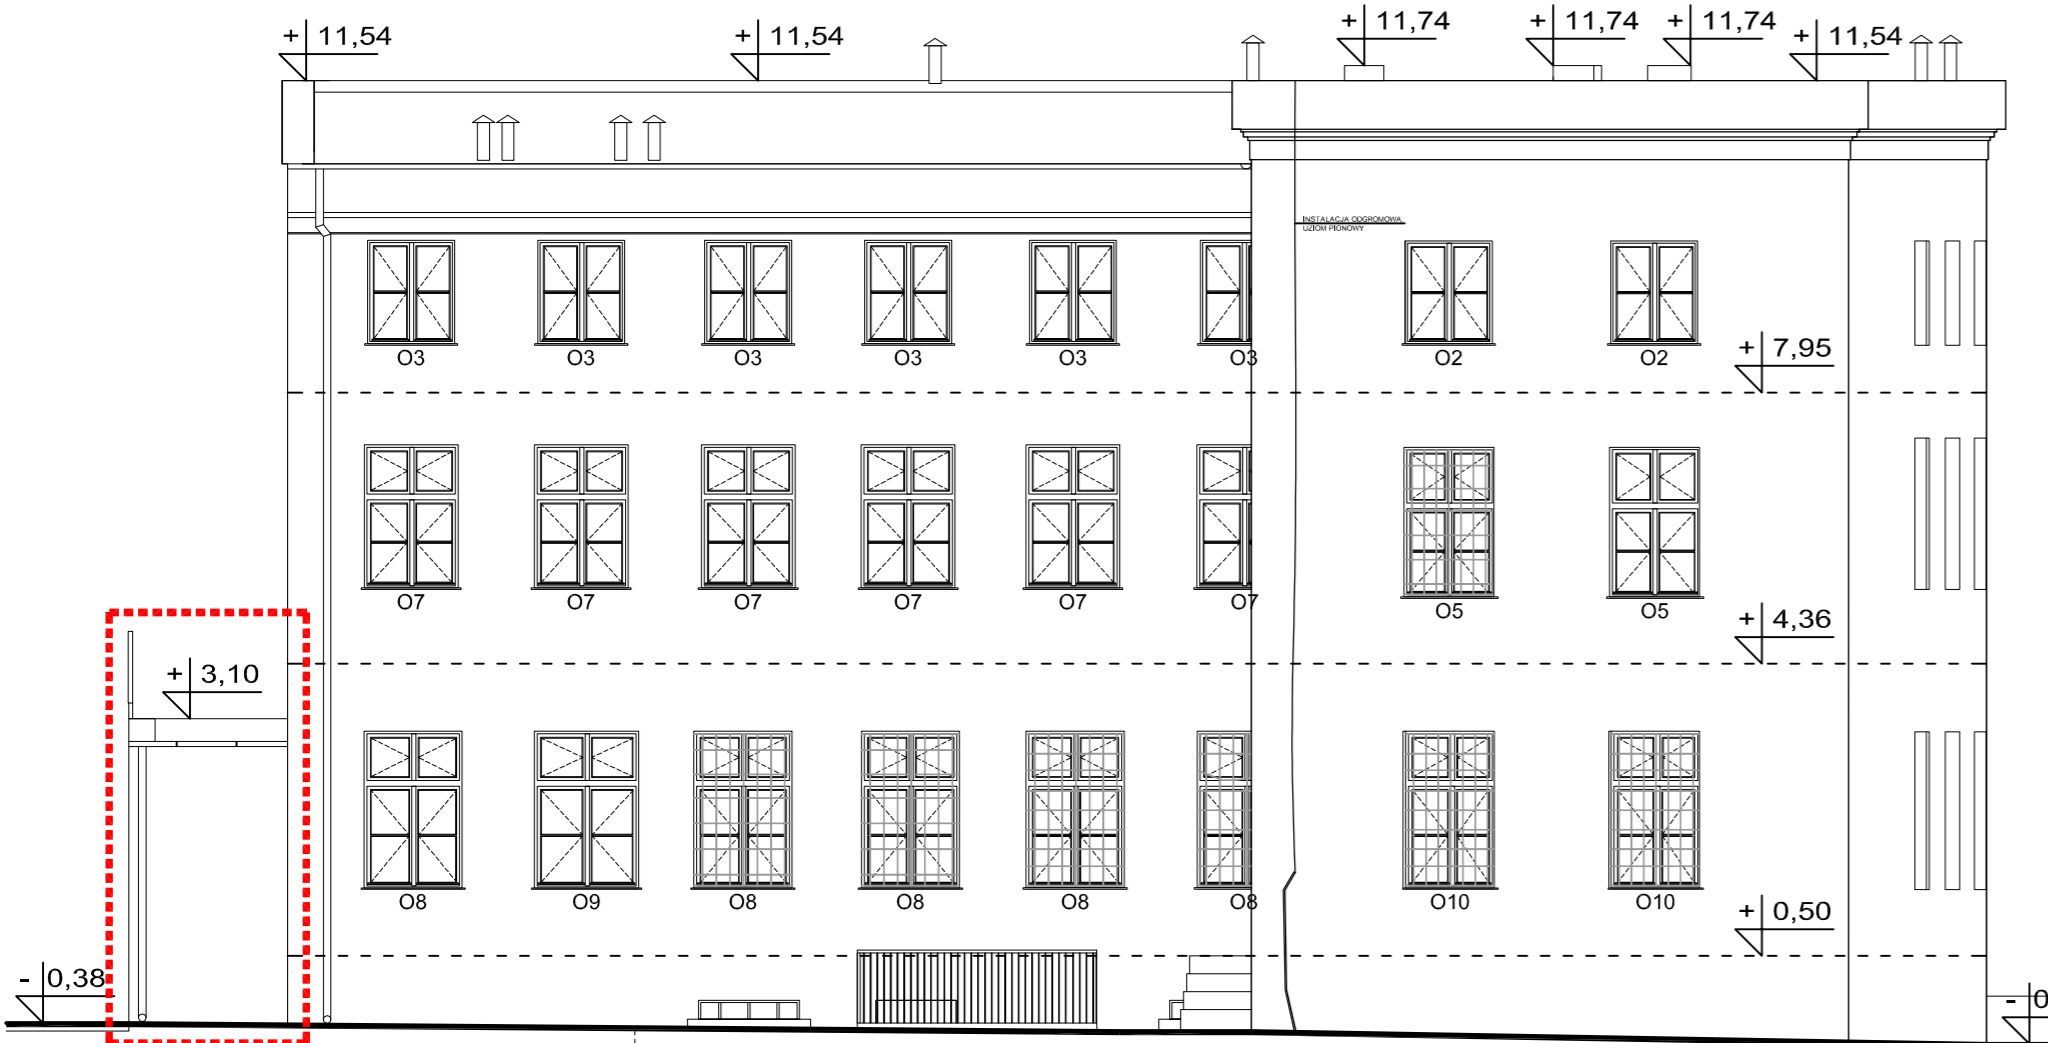 + 11,54
+ 11,54
+ 11,74
+ 11,74
+ 11,74
+ 11,54
INSTALACJA ODGROMOWA
UZIOM PIONOWY
O3 O3 O3 O3 O3 O3 O2 O2
+ 7,95
O7 O7 O7 O7 O7 O7 O5 O5
+ 4,36
+ 3,10
O8 O9 O8 O8 O8 O8 O10 O10
+ 0,50
- 0,38
- 0